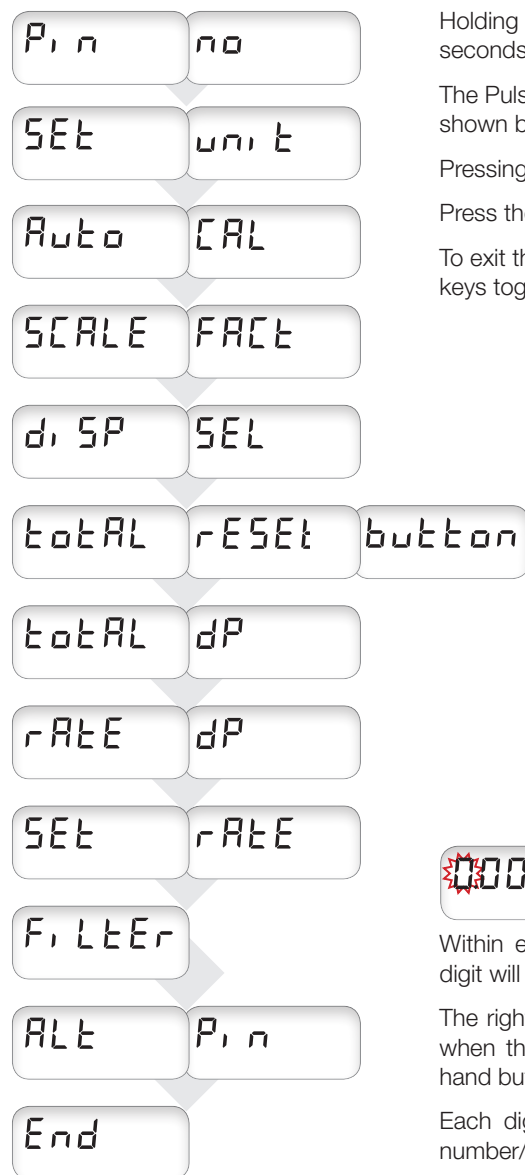 Pin no
SEt unit
Auto CAL
SCALE FACt
diSP SEL
totAL rESEt button
totAL dP
rAtE dP
SEt rAtE
FiLtEr
ALt Pin
End
Holding
seconds
The Puls
shown b
Pressing
Press th
To exit th
keys tog
000
Within e
digit will
The righ
when th
hand bu
Each dig
number/